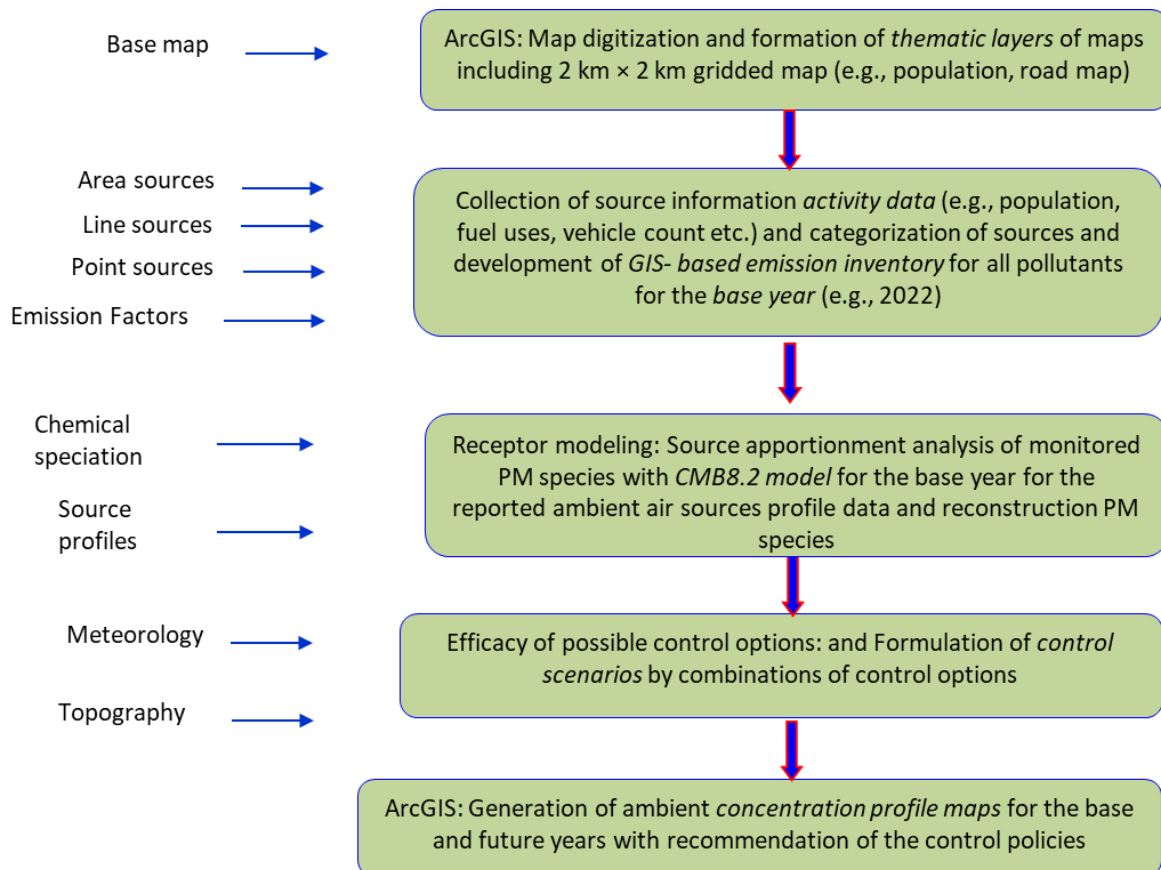 Base map
ArcGIS: Map digitization and formation of thematic layers of maps
including 2 km × 2 km gridded map (e.g., population, road map)
Area sources
Line sources
Point sources
Emission Factors
Collection of source information activity data (e.g., population,
fuel uses, vehicle count etc.) and categorization of sources and
development of GIS- based emission inventory for all pollutants
for the base year (e.g., 2022)
Chemical
speciation
Source
profiles
Receptor modeling: Source apportionment analysis of monitored
PM species with CMB8.2 model for the base year for the
reported ambient air sources profile data and reconstruction PM
species
Meteorology
Topography
Efficacy of possible control options: and Formulation of control
scenarios by combinations of control options
ArcGIS: Generation of ambient concentration profile maps for the base
and future years with recommendation of the control policies